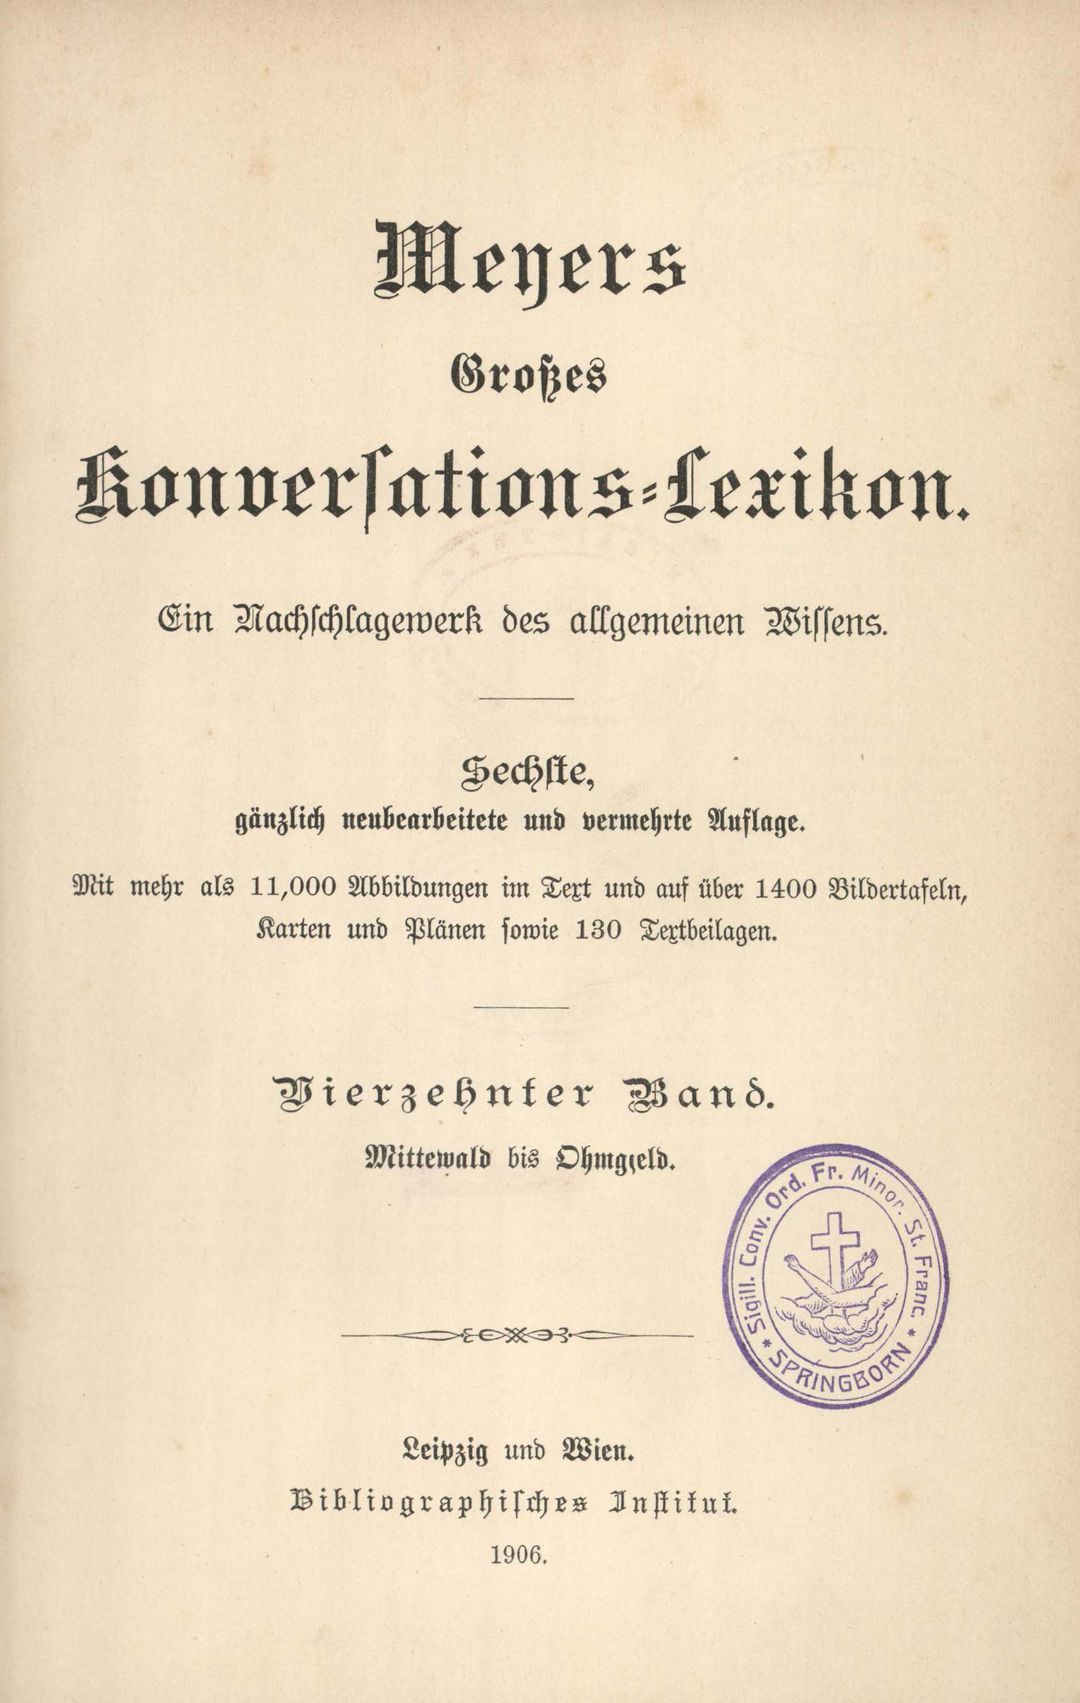 Meyers
Großes
Konversations-Lexikon.
Ein Nachschlagewerk des allgemeinen Wissens.
Sechste,
gänzlich neubearbeitete und vermehrte Auflage.
Mit mehr als 11,000 Abbildungen im Text und auf über 1400 Bildertafeln,
Karten und Plänen sowie 130 Textbeilagen.
Vierzehnter Band.
Mittewald bis Ohmgeld.
Sigill. Conv. Ord. Fr. Minor. St. Franc.
* SPRINGBORN *
Leipzig und Wien.
Bibliographisches Institut.
1906.